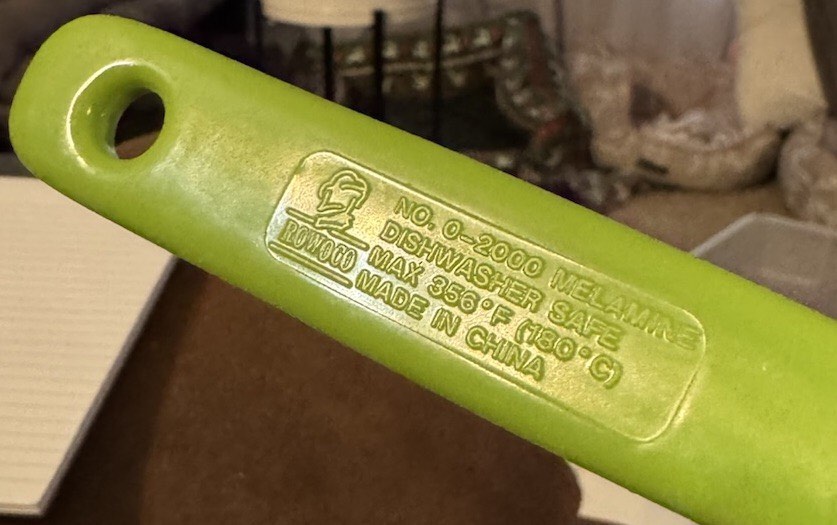 ROWOCO
NO. 0-2000 MELAMINE
DISHWASHER SAFE
MAX 356°F (180°C)
MADE IN CHINA